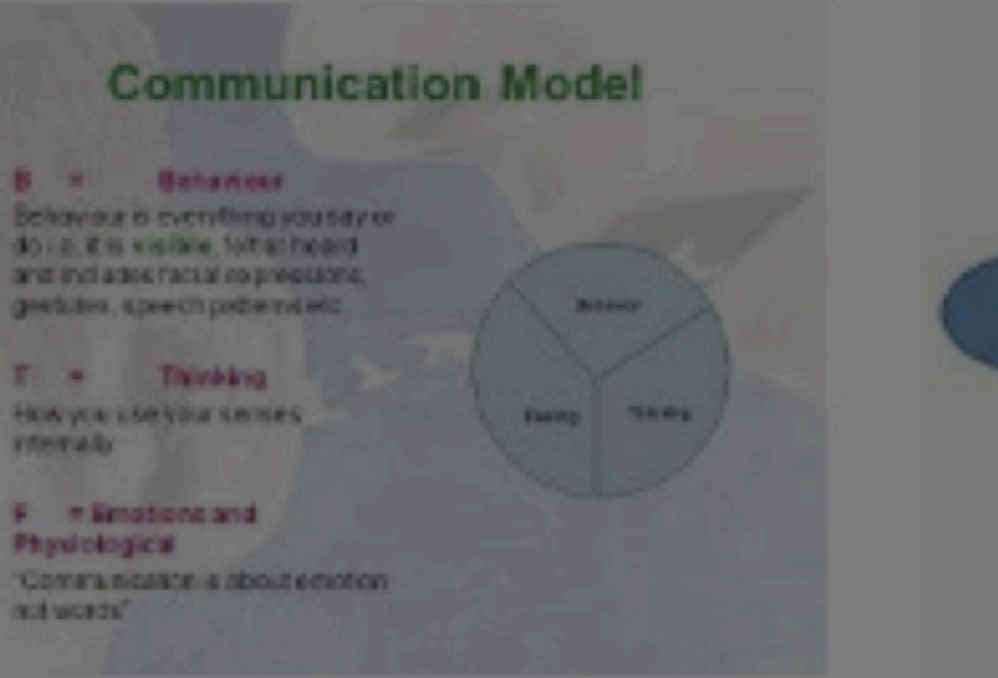 Communication Model
B = Behaviour
Behaviour is everything you say or
do i.e. it is visible, felt or heard
and includes facial expressions,
gestures, speech patterns etc
T = Thinking
How you use your senses
internally
F = Emotions and
Physiological
"Communication is about emotion
not words"
Behaviour
Feeling
Thinking